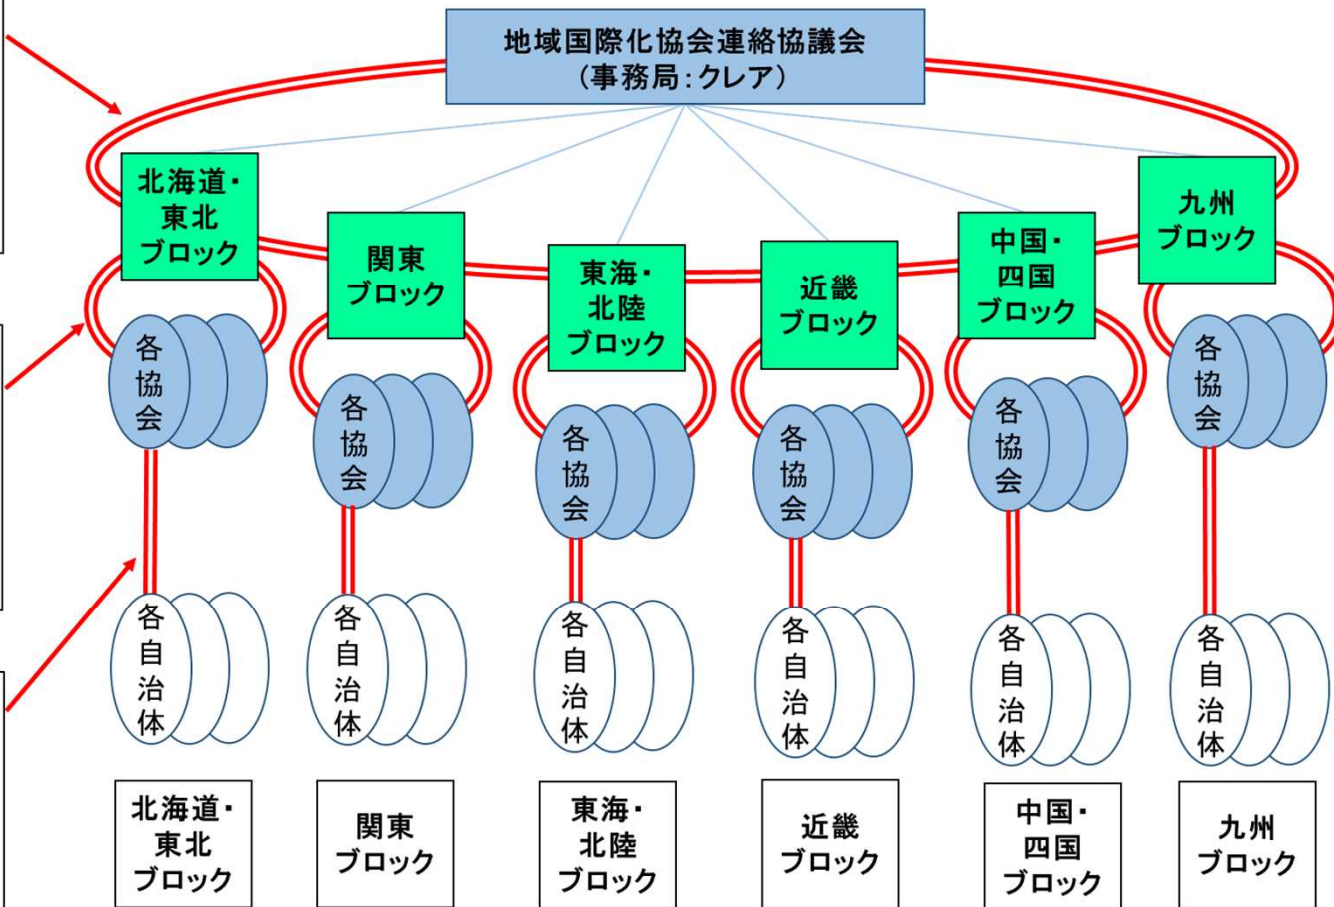 地域国際化協会連絡協議会
(事務局:クレア)
北海道・
東北
ブロック
関東
ブロック
東海・
北陸
ブロック
近畿
ブロック
中国・
四国
ブロック
九州
ブロック
各協会
各協会
各協会
各協会
各協会
各協会
各自治体
各自治体
各自治体
各自治体
各自治体
各自治体
北海道・
東北
ブロック
関東
ブロック
東海・
北陸
ブロック
近畿
ブロック
中国・
四国
ブロック
九州
ブロック